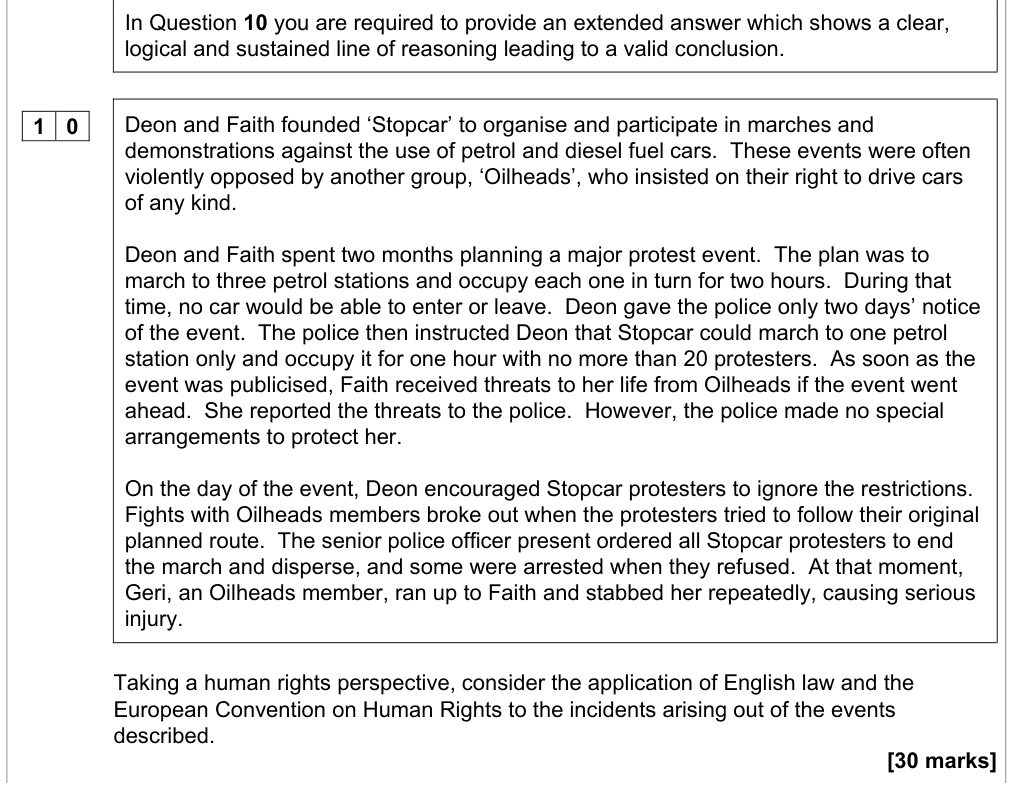 In Question 10 you are required to provide an extended answer which shows a clear,
logical and sustained line of reasoning leading to a valid conclusion.
1 0
Deon and Faith founded ‘Stopcar’ to organise and participate in marches and
demonstrations against the use of petrol and diesel fuel cars.  These events were often
violently opposed by another group, ‘Oilheads’, who insisted on their right to drive cars
of any kind.
Deon and Faith spent two months planning a major protest event.  The plan was to
march to three petrol stations and occupy each one in turn for two hours.  During that
time, no car would be able to enter or leave.  Deon gave the police only two days’ notice
of the event.  The police then instructed Deon that Stopcar could march to one petrol
station only and occupy it for one hour with no more than 20 protesters.  As soon as the
event was publicised, Faith received threats to her life from Oilheads if the event went
ahead.  She reported the threats to the police.  However, the police made no special
arrangements to protect her.
On the day of the event, Deon encouraged Stopcar protesters to ignore the restrictions.
Fights with Oilheads members broke out when the protesters tried to follow their original
planned route.  The senior police officer present ordered all Stopcar protesters to end
the march and disperse, and some were arrested when they refused.  At that moment,
Geri, an Oilheads member, ran up to Faith and stabbed her repeatedly, causing serious
injury.
Taking a human rights perspective, consider the application of English law and the
European Convention on Human Rights to the incidents arising out of the events
described.
[30 marks]